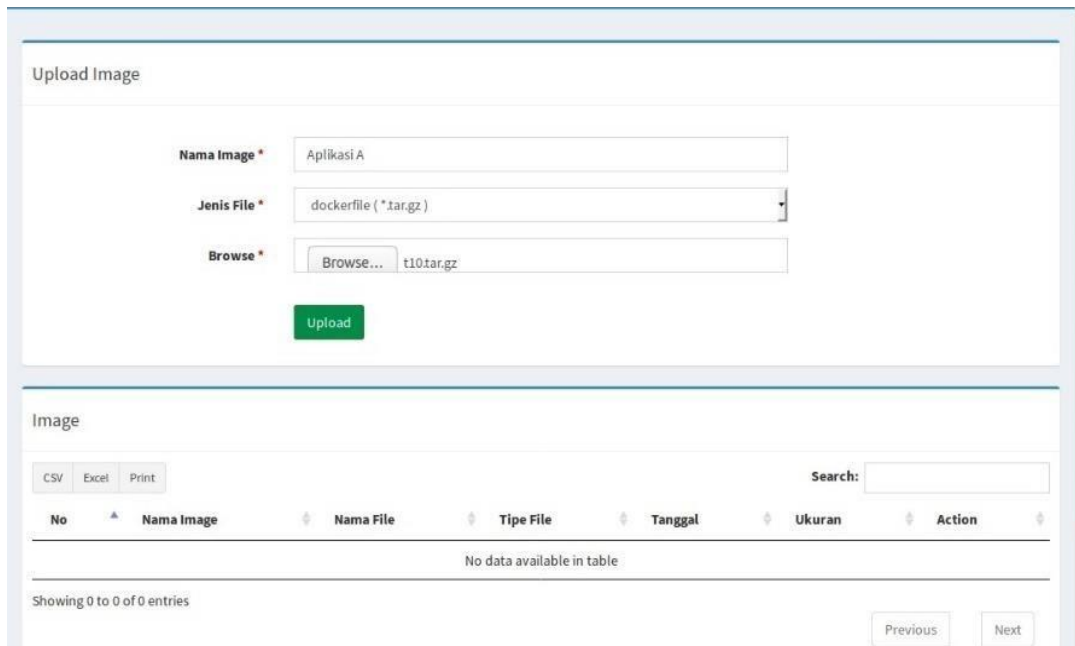 Upload Image
Nama Image *
Aplikasi A
Jenis File *
dockerfile ( *.tar.gz )
Browse *
Browse... t10.tar.gz
Upload
Image
CSV Excel Print
Search:
No Nama Image Nama File Tipe File Tanggal Ukuran Action
No data available in table
Showing 0 to 0 of 0 entries
Previous Next